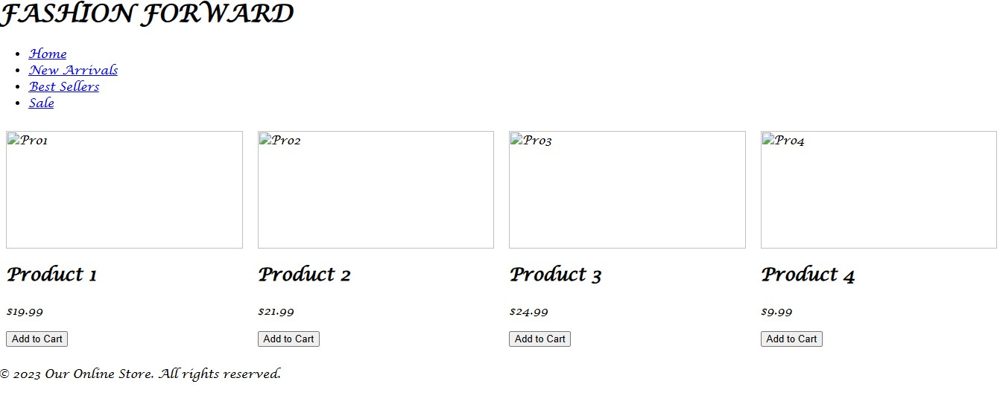 FASHION FORWARD
Home
New Arrivals
Best Sellers
Sale
Pro1 Pro2 Pro3 Pro4
Product 1 Product 2 Product 3 Product 4
$19.99 $21.99 $24.99 $9.99
Add to Cart Add to Cart Add to Cart Add to Cart
© 2023 Our Online Store. All rights reserved.